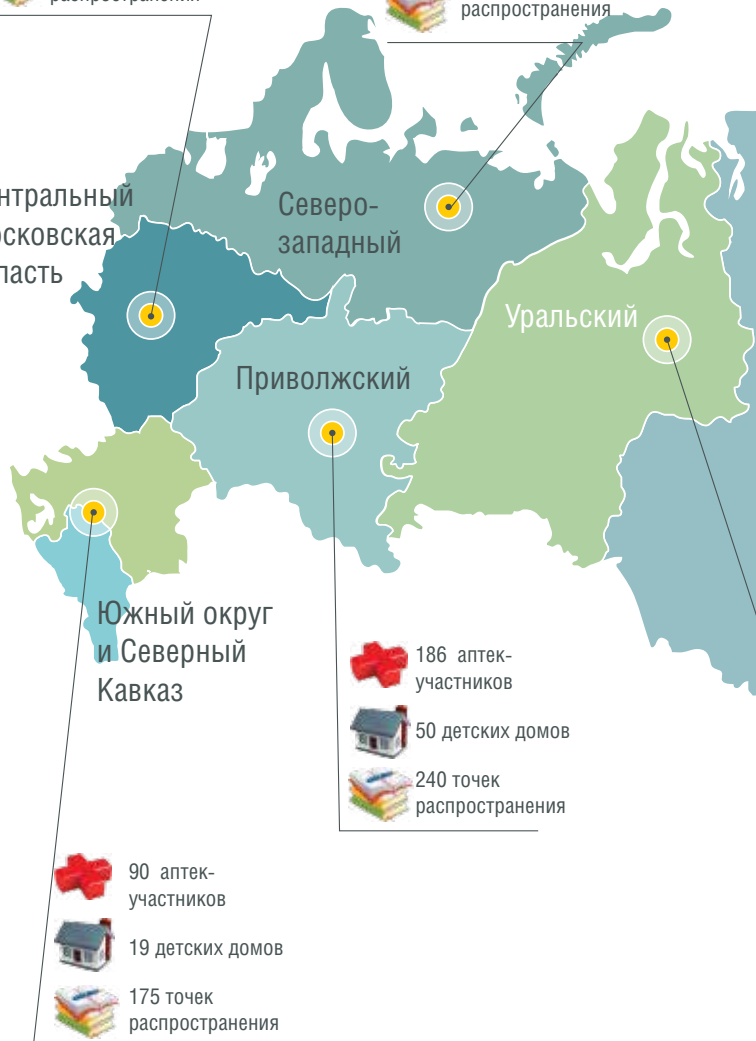 распространения
распространения
Северо-
западный
Уральский
Приволжский
Южный округ
и Северный
Кавказ
186 аптек-
участников
50 детских домов
240 точек
распространения
90 аптек-
участников
19 детских домов
175 точек
распространения